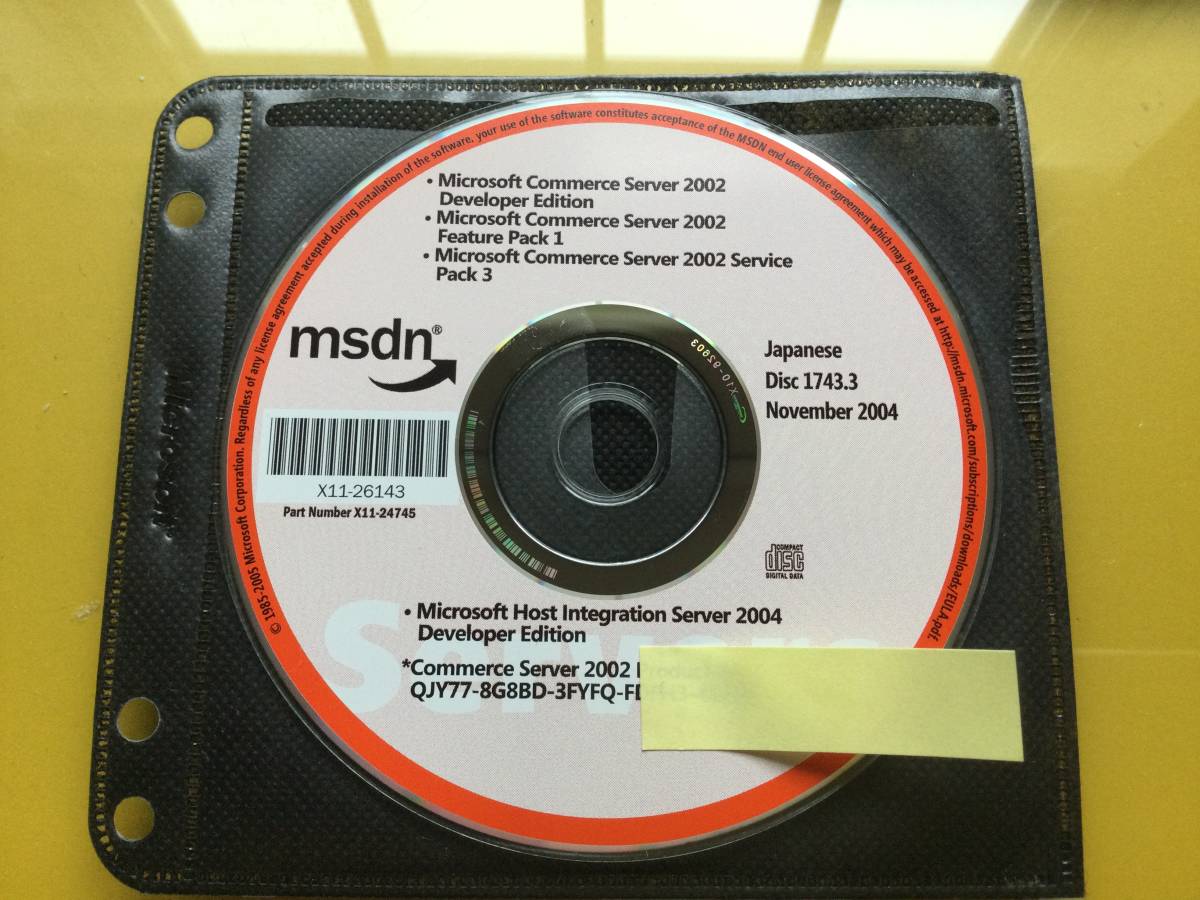 © 1985-2005 Microsoft Corporation. Regardless of any license agreement accepted during installation of the software, your use of the software constitutes acceptance of the MSDN end user license agreement which may be accessed at http://msdn.microsoft.com/subscriptions/downloads/EULA.pdf.
• Microsoft Commerce Server 2002
Developer Edition
• Microsoft Commerce Server 2002
Feature Pack 1
• Microsoft Commerce Server 2002 Service
Pack 3
msdn®
Japanese
Disc 1743.3
November 2004
X10-92803
X11-26143
Part Number X11-24745
COMPACT
disc
DIGITAL DATA
Servers
• Microsoft Host Integration Server 2004
Developer Edition
*Commerce Server 2002
QJY77-8G8BD-3FYFQ-F
MICROSOFT